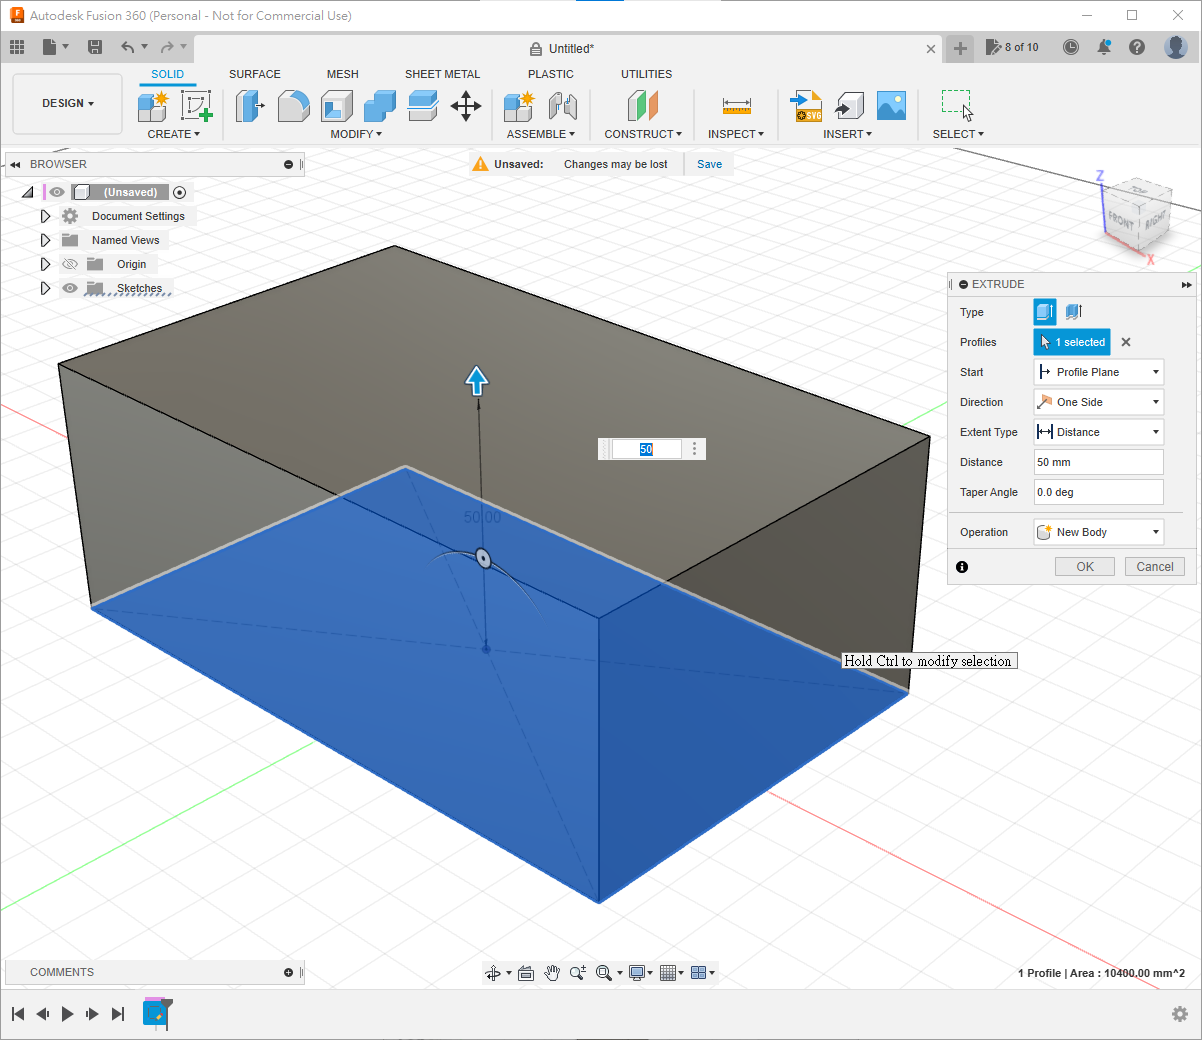 Autodesk Fusion 360 (Personal - Not for Commercial Use)
Untitled*
8 of 10
SOLID SURFACE MESH SHEET METAL PLASTIC UTILITIES
DESIGN
SVG
CREATE MODIFY ASSEMBLE CONSTRUCT INSPECT INSERT SELECT
BROWSER
Unsaved: Changes may be lost Save
(Unsaved)
Document Settings
Named Views
Origin
Sketches
Z
TOP
FRONT RIGHT
X
EXTRUDE
Type
Profiles 1 selected
Start Profile Plane
Direction One Side
Extent Type Distance
Distance 50 mm
Taper Angle 0.0 deg
Operation New Body
OK Cancel
50
50.00
Hold Ctrl to modify selection
COMMENTS
1 Profile | Area : 10400.00 mm^2